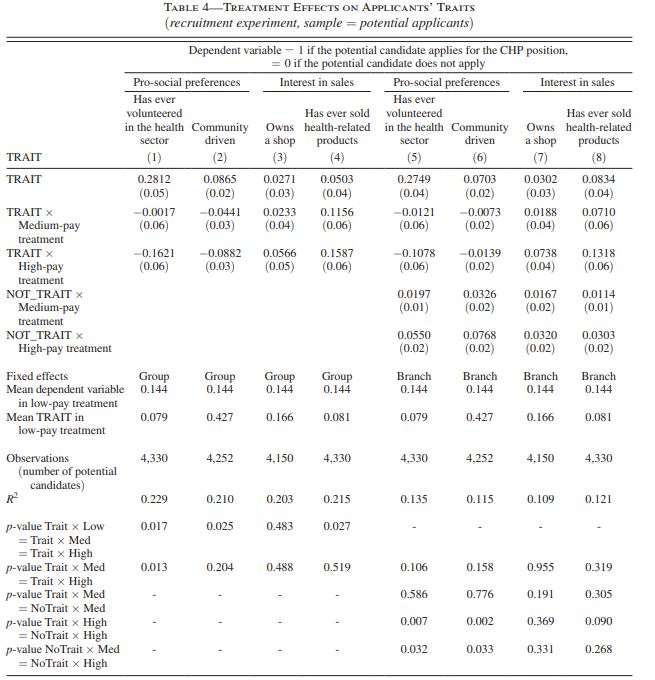 TABLE 4—TREATMENT EFFECTS ON APPLICANTS' TRAITS
(recruitment experiment, sample = potential applicants)
Dependent variable = 1 if the potential candidate applies for the CHP position,
= 0 if the potential candidate does not apply
Pro-social preferences Interest in sales Pro-social preferences Interest in sales
Has ever Has ever
volunteered Has ever sold volunteered Has ever sold
in the health Community Owns health-related in the health Community Owns health-related
sector driven a shop products sector driven a shop products
TRAIT (1) (2) (3) (4) (5) (6) (7) (8)
TRAIT 0.2812 0.0865 0.0271 0.0503 0.2749 0.0703 0.0302 0.0834
(0.05) (0.02) (0.03) (0.04) (0.04) (0.02) (0.03) (0.04)
TRAIT × −0.0017 −0.0441 0.0233 0.1156 −0.0121 −0.0073 0.0188 0.0710
Medium-pay (0.06) (0.03) (0.04) (0.06) (0.06) (0.02) (0.04) (0.06)
treatment
TRAIT × −0.1621 −0.0882 0.0566 0.1587 −0.1078 −0.0139 0.0738 0.1318
High-pay (0.06) (0.03) (0.05) (0.06) (0.06) (0.02) (0.04) (0.06)
treatment
NOT_TRAIT × 0.0197 0.0326 0.0167 0.0114
Medium-pay (0.01) (0.02) (0.02) (0.01)
treatment
NOT_TRAIT × 0.0550 0.0768 0.0320 0.0303
High-pay treatment (0.02) (0.02) (0.02) (0.02)
Fixed effects Group Group Group Group Branch Branch Branch Branch
Mean dependent variable 0.144 0.144 0.144 0.144 0.144 0.144 0.144 0.144
in low-pay treatment
Mean TRAIT in 0.079 0.427 0.166 0.081 0.079 0.427 0.166 0.081
low-pay treatment
Observations 4,330 4,252 4,150 4,330 4,330 4,252 4,150 4,330
(number of potential
candidates)
R² 0.229 0.210 0.203 0.215 0.135 0.115 0.109 0.121
p-value Trait × Low 0.017 0.025 0.483 0.027 - - - -
= Trait × Med
= Trait × High
p-value Trait × Med 0.013 0.204 0.488 0.519 0.106 0.158 0.955 0.319
= Trait × High
p-value Trait × Med - - - - 0.586 0.776 0.191 0.305
= NoTrait × Med
p-value Trait × High - - - - 0.007 0.002 0.369 0.090
= NoTrait × High
p-value NoTrait × Med - - - - 0.032 0.033 0.331 0.268
= NoTrait × High